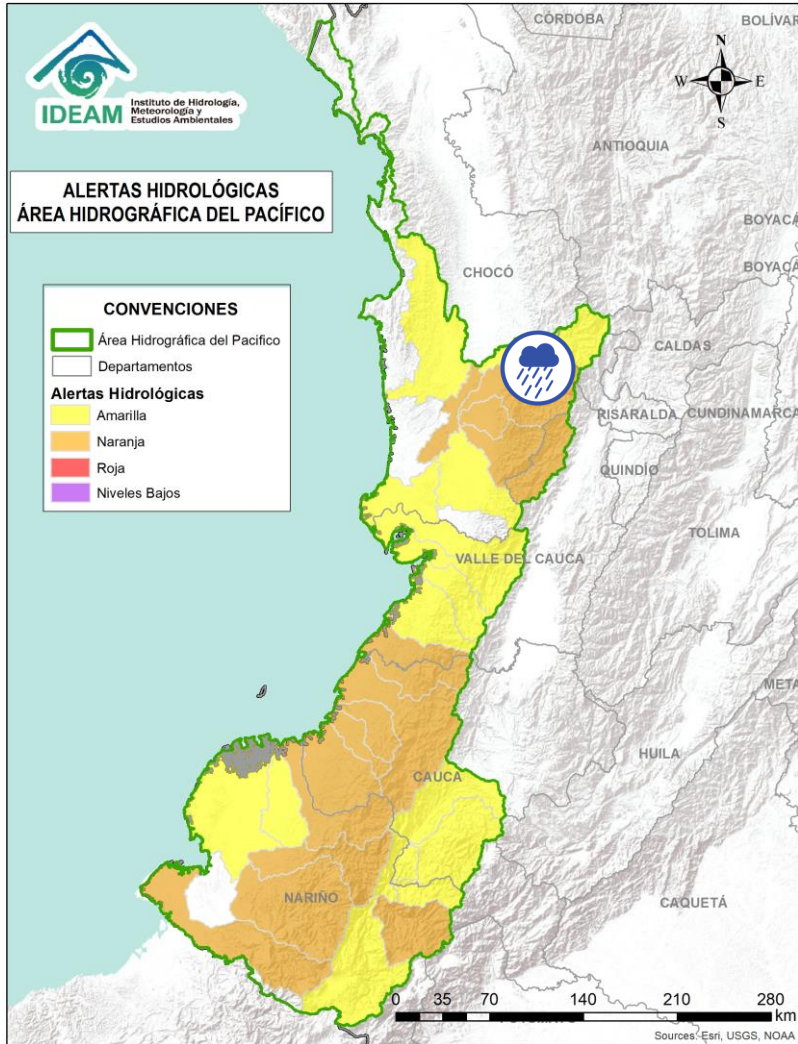 IDEAM
Instituto de Hidrología,
Meteorología y
Estudios Ambientales
CÓRDOBA
BOLÍVAR
N
W
E
S
ANTIOQUIA
ALERTAS HIDROLÓGICAS
ÁREA HIDROGRÁFICA DEL PACÍFICO
BOYACÁ
CHOCÓ
BOYACÁ
CONVENCIONES
Área Hidrográfica del Pacifico
Departamentos
Alertas Hidrológicas
Amarilla
Naranja
Roja
Niveles Bajos
CALDAS
RISARALDA
CUNDINAMARCA
QUINDÍO
TOLIMA
VALLE DEL CAUCA
META
HUILA
CAUCA
NARIÑO
CAQUETÁ
0 35 70 140 210 280
km
Sources: Esri, USGS, NOAA